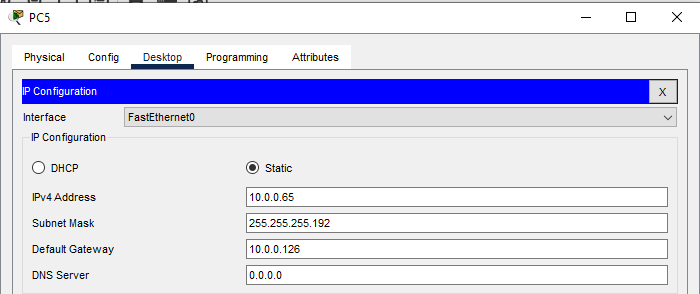 PC5
Physical Config Desktop Programming Attributes
IP Configuration X
Interface FastEthernet0
IP Configuration
DHCP Static
IPv4 Address 10.0.0.65
Subnet Mask 255.255.255.192
Default Gateway 10.0.0.126
DNS Server 0.0.0.0